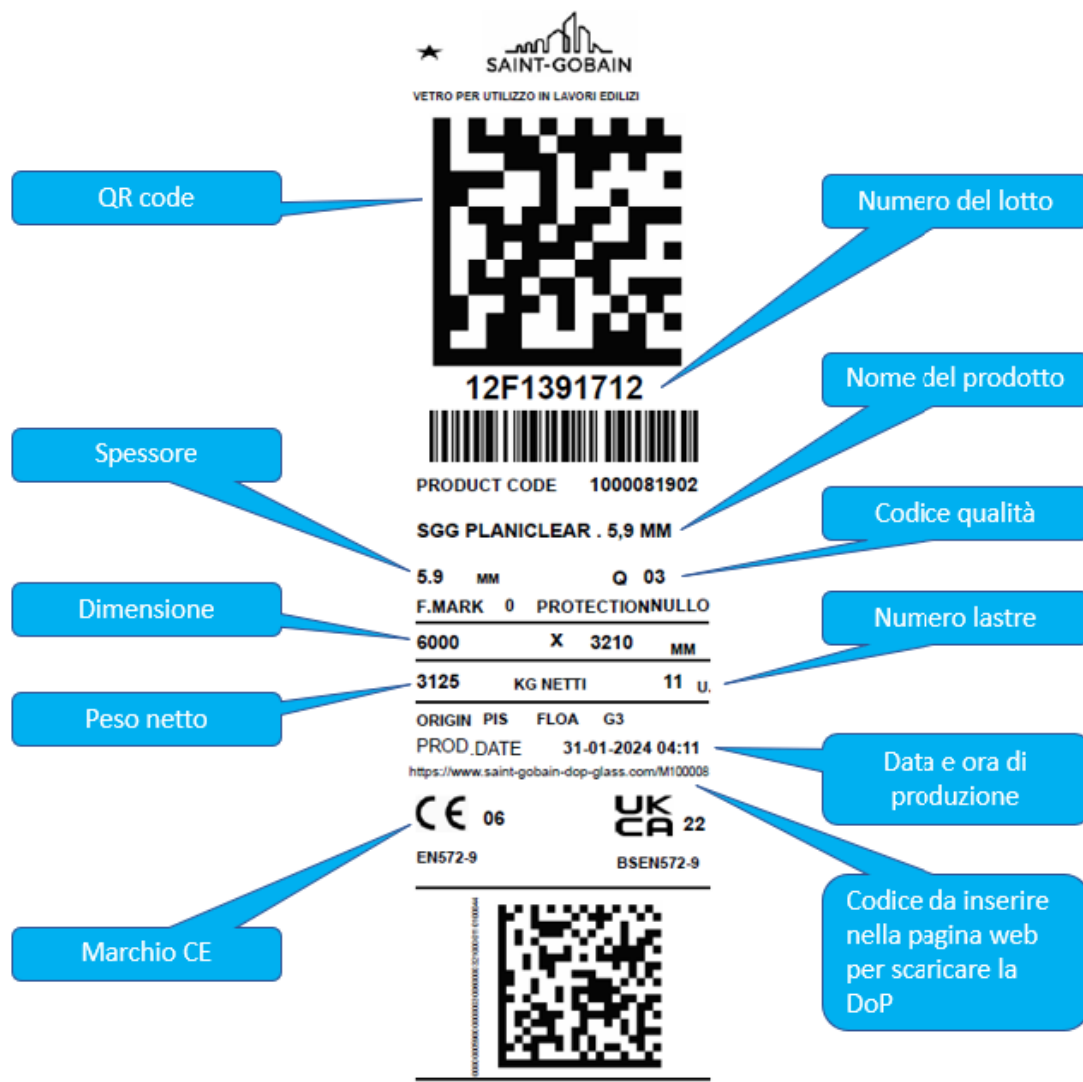 SAINT-GOBAIN
VETRO PER UTILIZZO IN LAVORI EDILIZI
QR code
Numero del lotto
12F1391712
Nome del prodotto
Spessore
PRODUCT CODE 1000081902
SGG PLANICLEAR . 5,9 MM
Codice qualità
5.9 MM Q 03
Dimensione
F.MARK 0 PROTECTIONNULLO
Numero lastre
6000 X 3210 MM
3125 KG NETTI 11 U.
Peso netto
ORIGIN PIS FLOA G3
PROD.DATE 31-01-2024 04:11
Data e ora di
produzione
https://www.saint-gobain-dop-glass.com/M100008
CE 06 UK
CA 22
EN572-9 BSEN572-9
Codice da inserire
nella pagina web
per scaricare la
DoP
Marchio CE